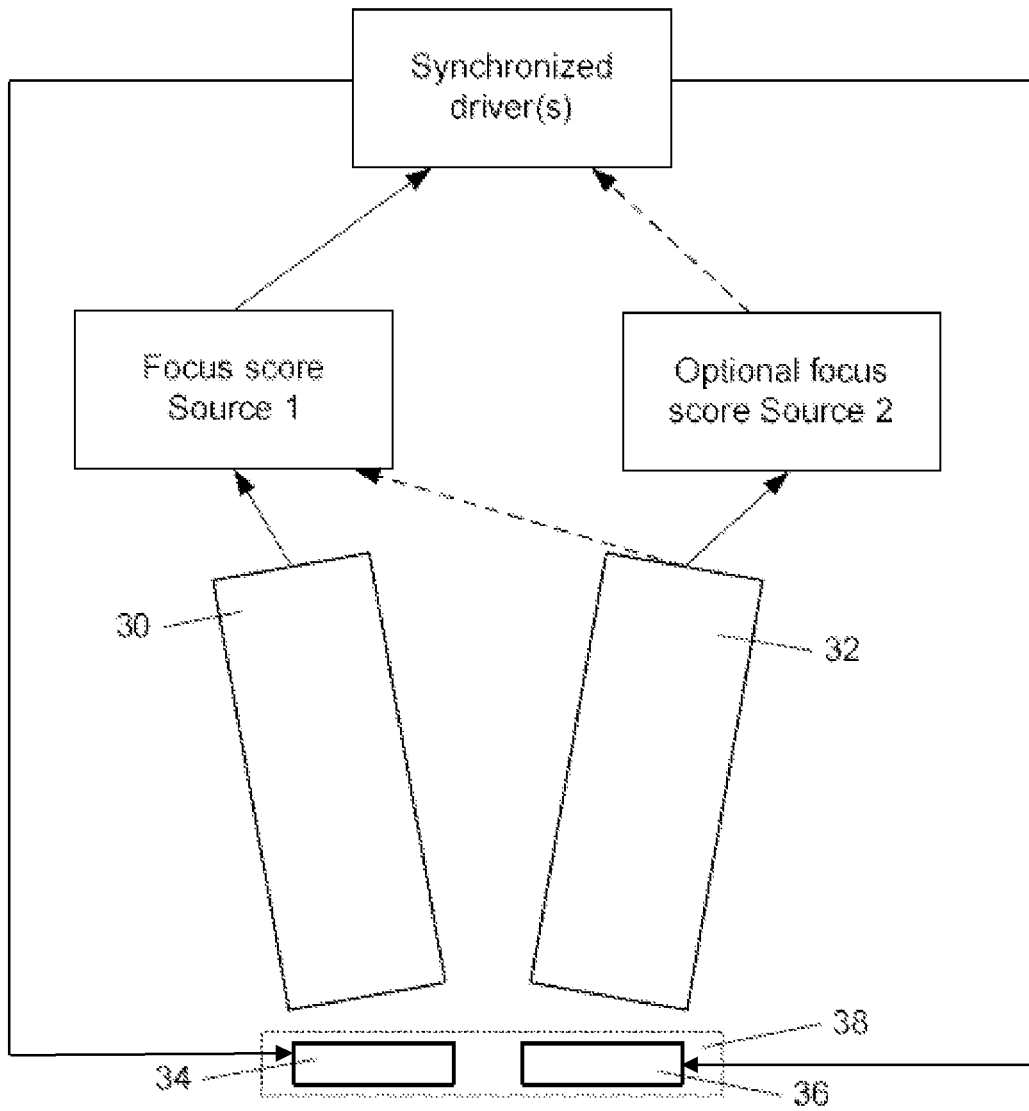 Synchronized
driver(s)
Focus score
Source 1
Optional focus
score Source 2
30
32
38
34
36